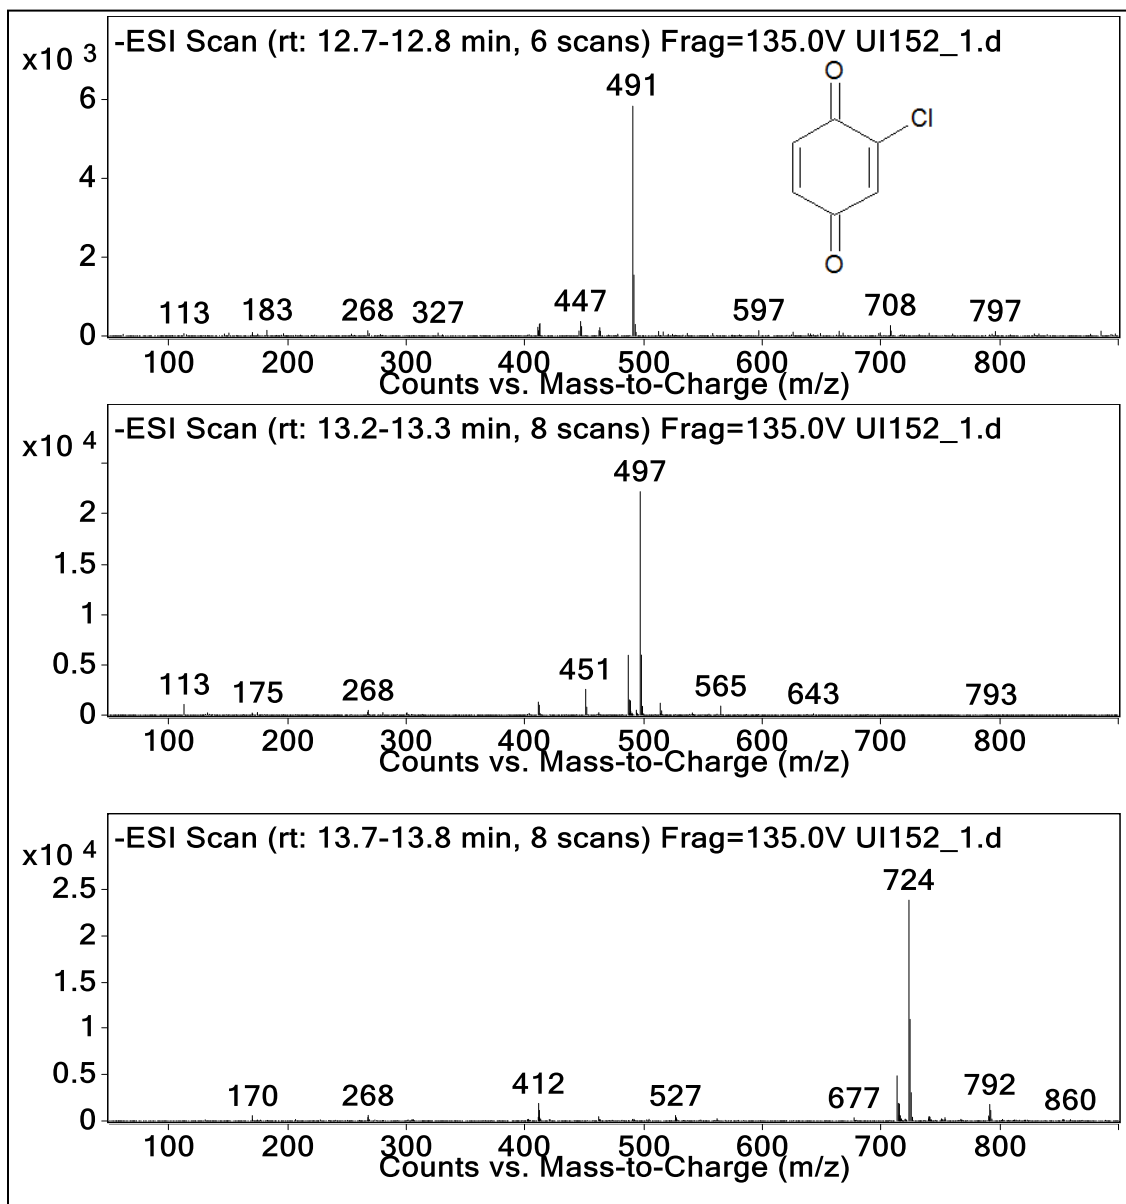 -ESI Scan (rt: 12.7-12.8 min, 6 scans) Frag=135.0V UI152_1.d
x10 3
O
Cl
O
6
4
2
0
491
113 183 268 327 447 597 708 797
100 200 300 400 500 600 700 800
Counts vs. Mass-to-Charge (m/z)
-ESI Scan (rt: 13.2-13.3 min, 8 scans) Frag=135.0V UI152_1.d
x10 4
2
1.5
1
0.5
0
497
113 175 268 451 565 643 793
100 200 300 400 500 600 700 800
Counts vs. Mass-to-Charge (m/z)
-ESI Scan (rt: 13.7-13.8 min, 8 scans) Frag=135.0V UI152_1.d
x10 4
2.5
2
1.5
1
0.5
0
724
170 268 412 527 677 792 860
100 200 300 400 500 600 700 800
Counts vs. Mass-to-Charge (m/z)